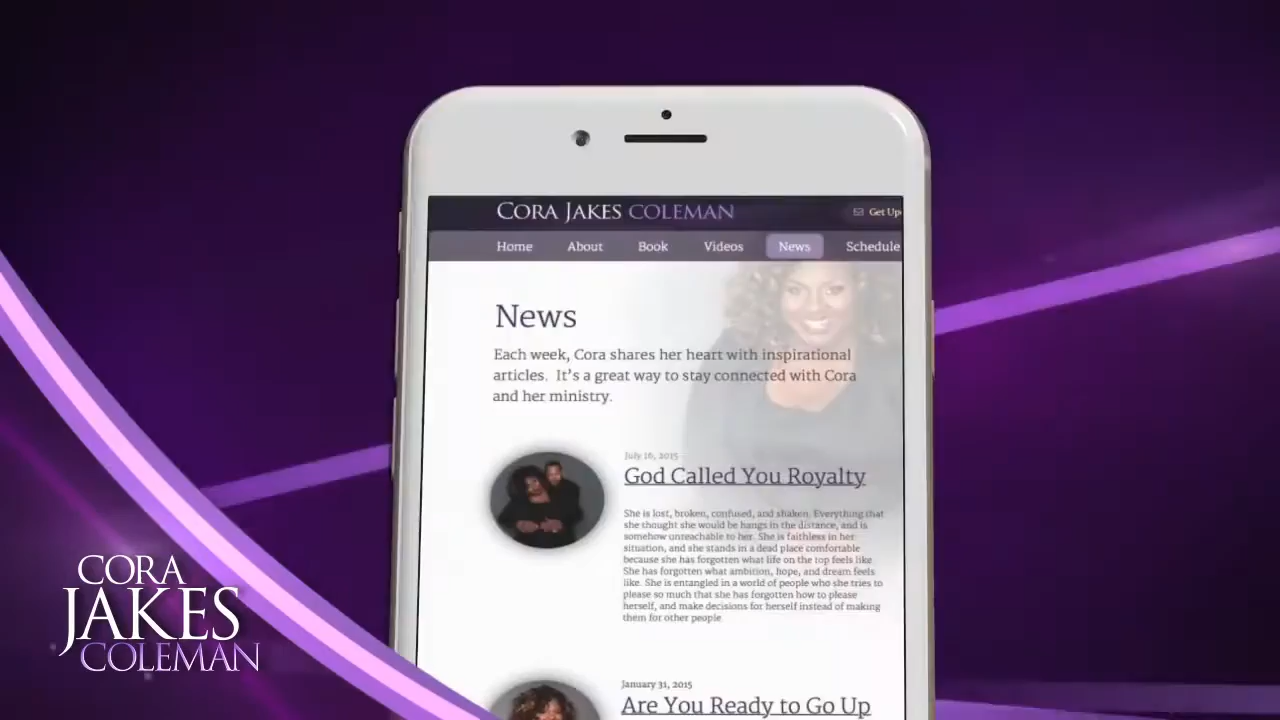 CORA JAKES COLEMAN
Get Up
Home About Book Videos News Schedule
News
Each week, Cora shares her heart with inspirational
articles. It's a great way to stay connected with Cora
and her ministry.
July 16, 2015
God Called You Royalty
She is lost, broken, confused, and shaken. Everything that
she thought she would be hangs in the distance, and is
somehow unreachable to her. She is faithless in her
situation, and she stands in a dead place comfortable
because she has forgotten what life on the top feels like.
She has forgotten what ambition, hope, and dream feels
like. She is entangled in a world of people who she tries to
please so much that she has forgotten how to please
herself, and make decisions for herself instead of making
them for other people
January 31, 2015
Are You Ready to Go Up
CORA
JAKES
COLEMAN